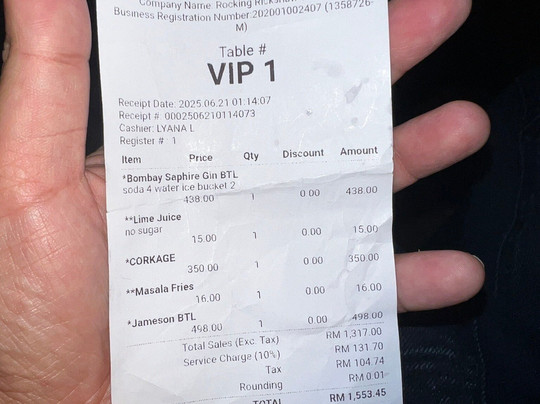 Company Name: Rocking
Business Registration Number 202001002407 (1358726-
M)
Table #
VIP 1
Receipt Date: 2025.06.21 01:14:07
Receipt #: 0002506210114073
Cashier: LYANA L
Register #: 1
Item Price Qty Discount Amount
*Bombay Saphire Gin BTL
soda 4 water ice bucket 2
438.00 1 0.00 438.00
**Lime Juice
no sugar
15.00 1 0.00 15.00
*CORKAGE
350.00 1 0.00 350.00
**Masala Fries
16.00 1 0.00 16.00
*Jameson BTL
498.00 1 0.00 498.00
Total Sales (Exc. Tax) RM 1,317.00
Service Charge (10%) RM 131.70
Tax RM 104.74
Rounding RM 0.01
TOTAL RM 1,553.45